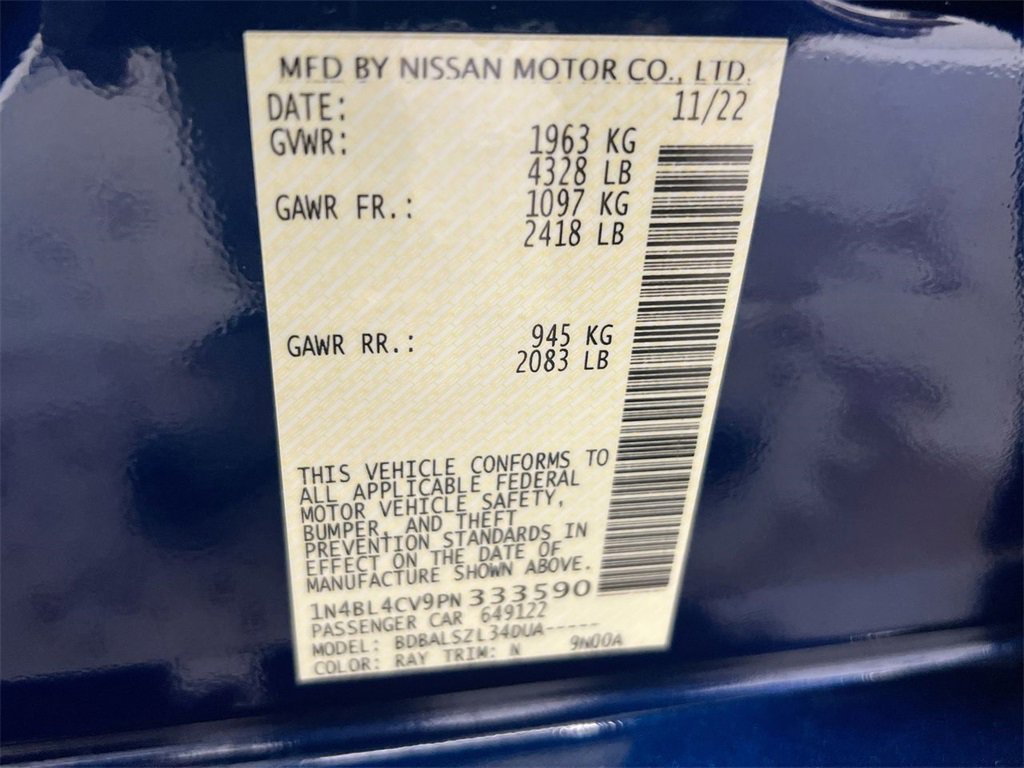 MFD BY NISSAN MOTOR CO., LTD.
DATE: 11/22
GVWR: 1963 KG
4328 LB
GAWR FR.: 1097 KG
2418 LB
GAWR RR.: 945 KG
2083 LB
THIS VEHICLE CONFORMS TO
ALL APPLICABLE FEDERAL
MOTOR VEHICLE SAFETY,
BUMPER, AND THEFT
PREVENTION STANDARDS IN
EFFECT ON THE DATE OF
MANUFACTURE SHOWN ABOVE.
1N4BL4CV9PN333590
PASSENGER CAR 649122
MODEL: BDBALSZL34DUA-----
COLOR: RAY TRIM: N 9N00A